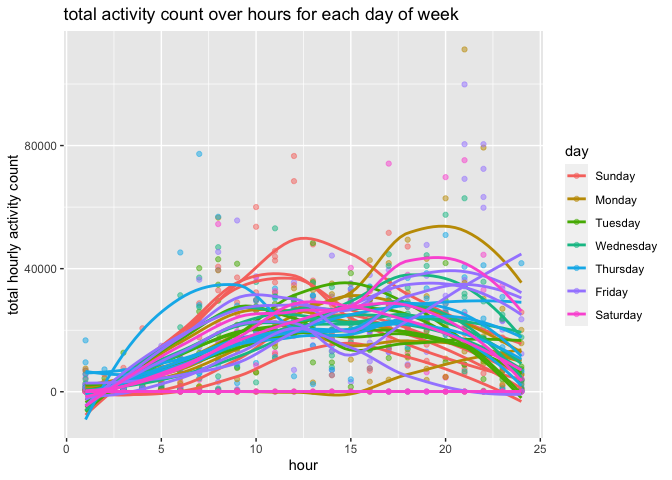 total activity count over hours for each day of week
total hourly activity count
80000
40000
0
0
5
10
15
20
25
hour
day
Sunday
Monday
Tuesday
Wednesday
Thursday
Friday
Saturday